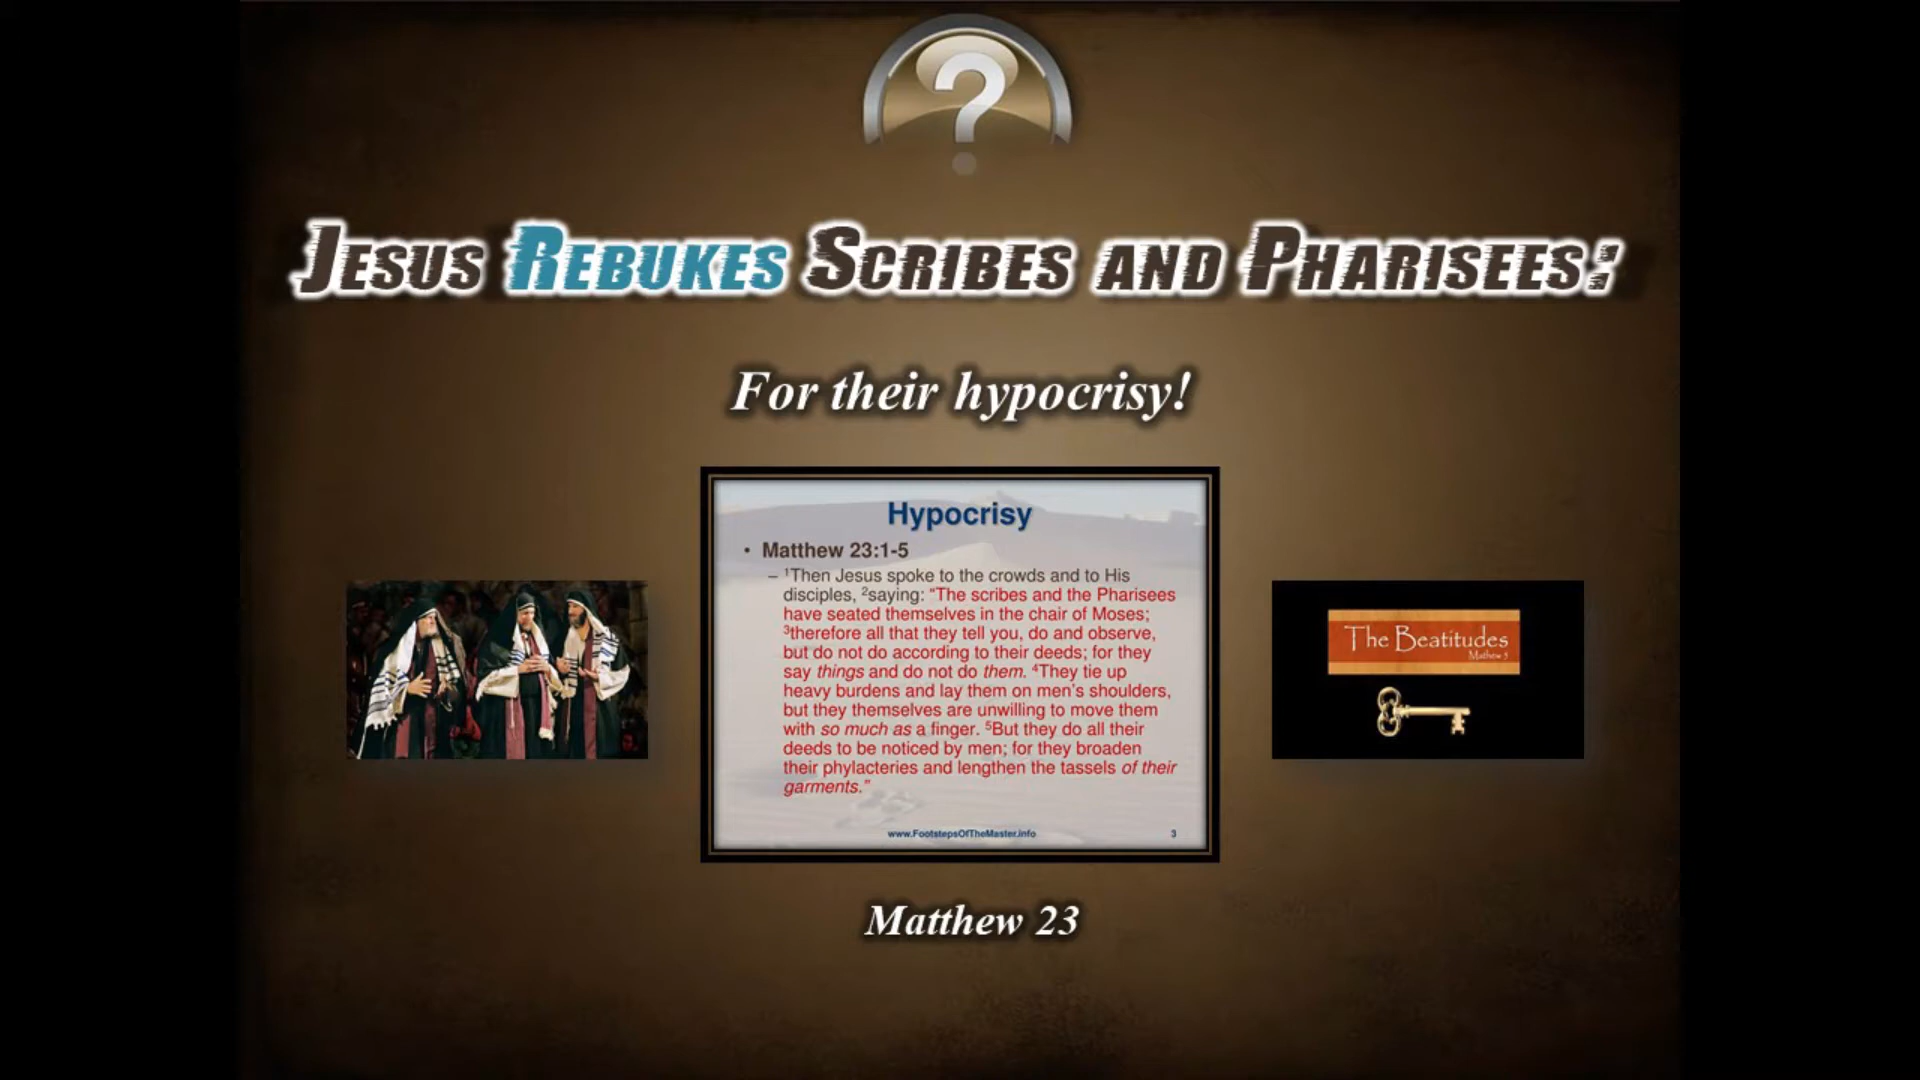 ?
Jesus Rebukes Scribes and Pharisees:
For their hypocrisy!
Hypocrisy
• Matthew 23:1-5
– ¹Then Jesus spoke to the crowds and to His
disciples, ²saying: “The scribes and the Pharisees
have seated themselves in the chair of Moses;
³therefore all that they tell you, do and observe,
but do not do according to their deeds; for they
say things and do not do them. ⁴They tie up
heavy burdens and lay them on men’s shoulders,
but they themselves are unwilling to move them
with so much as a finger. ⁵But they do all their
deeds to be noticed by men; for they broaden
their phylacteries and lengthen the tassels of their
garments.”
www.FootstepsOfTheMaster.info 3
The Beatitudes
Mathew 5
Matthew 23